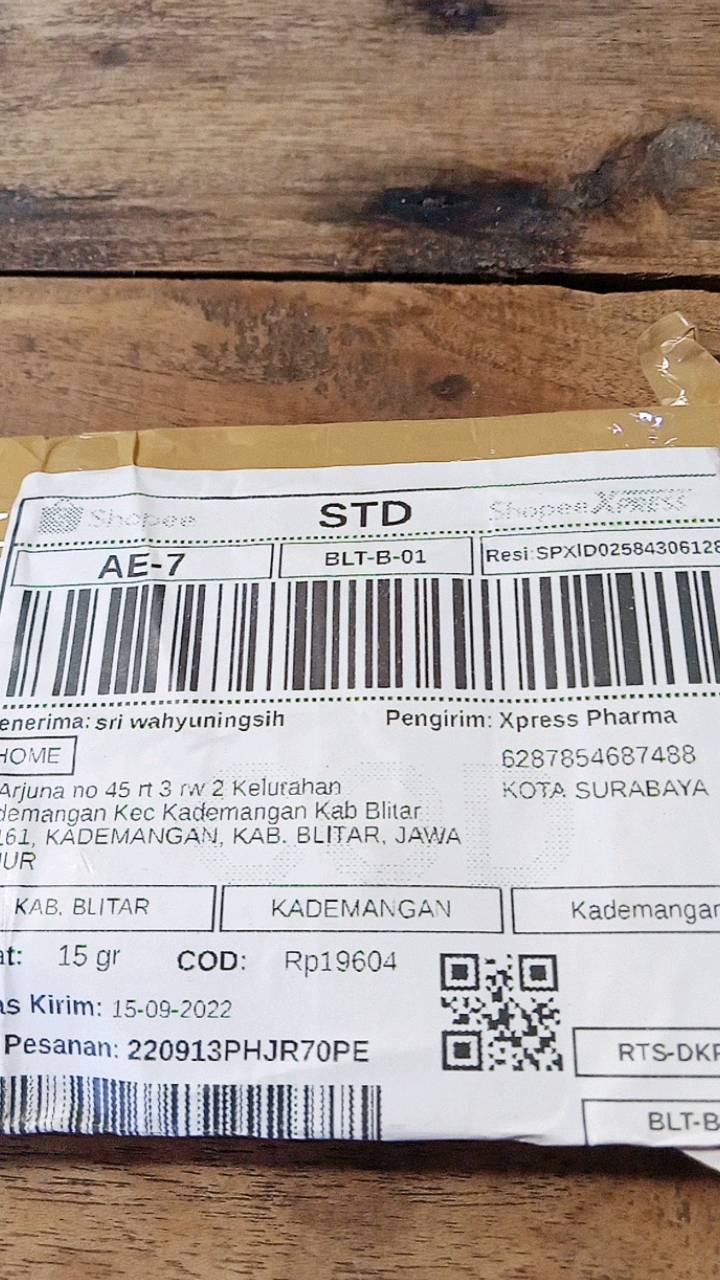 Shopee STD Shopee XPRESS
AE-7 BLT-B-01 Resi:SPXID02584306128
enerima: sri wahyuningsih Pengirim: Xpress Pharma
HOME 6287854687488
Arjuna no 45 rt 3 rw 2 Kelurahan KOTA SURABAYA
demangan Kec Kademangan Kab Blitar
161, KADEMANGAN, KAB. BLITAR, JAWA
UR
KAB. BLITAR KADEMANGAN Kademangan
at: 15 gr COD: Rp19604
as Kirim: 15-09-2022
Pesanan: 220913PHJR70PE
RTS-DKP
BLT-B